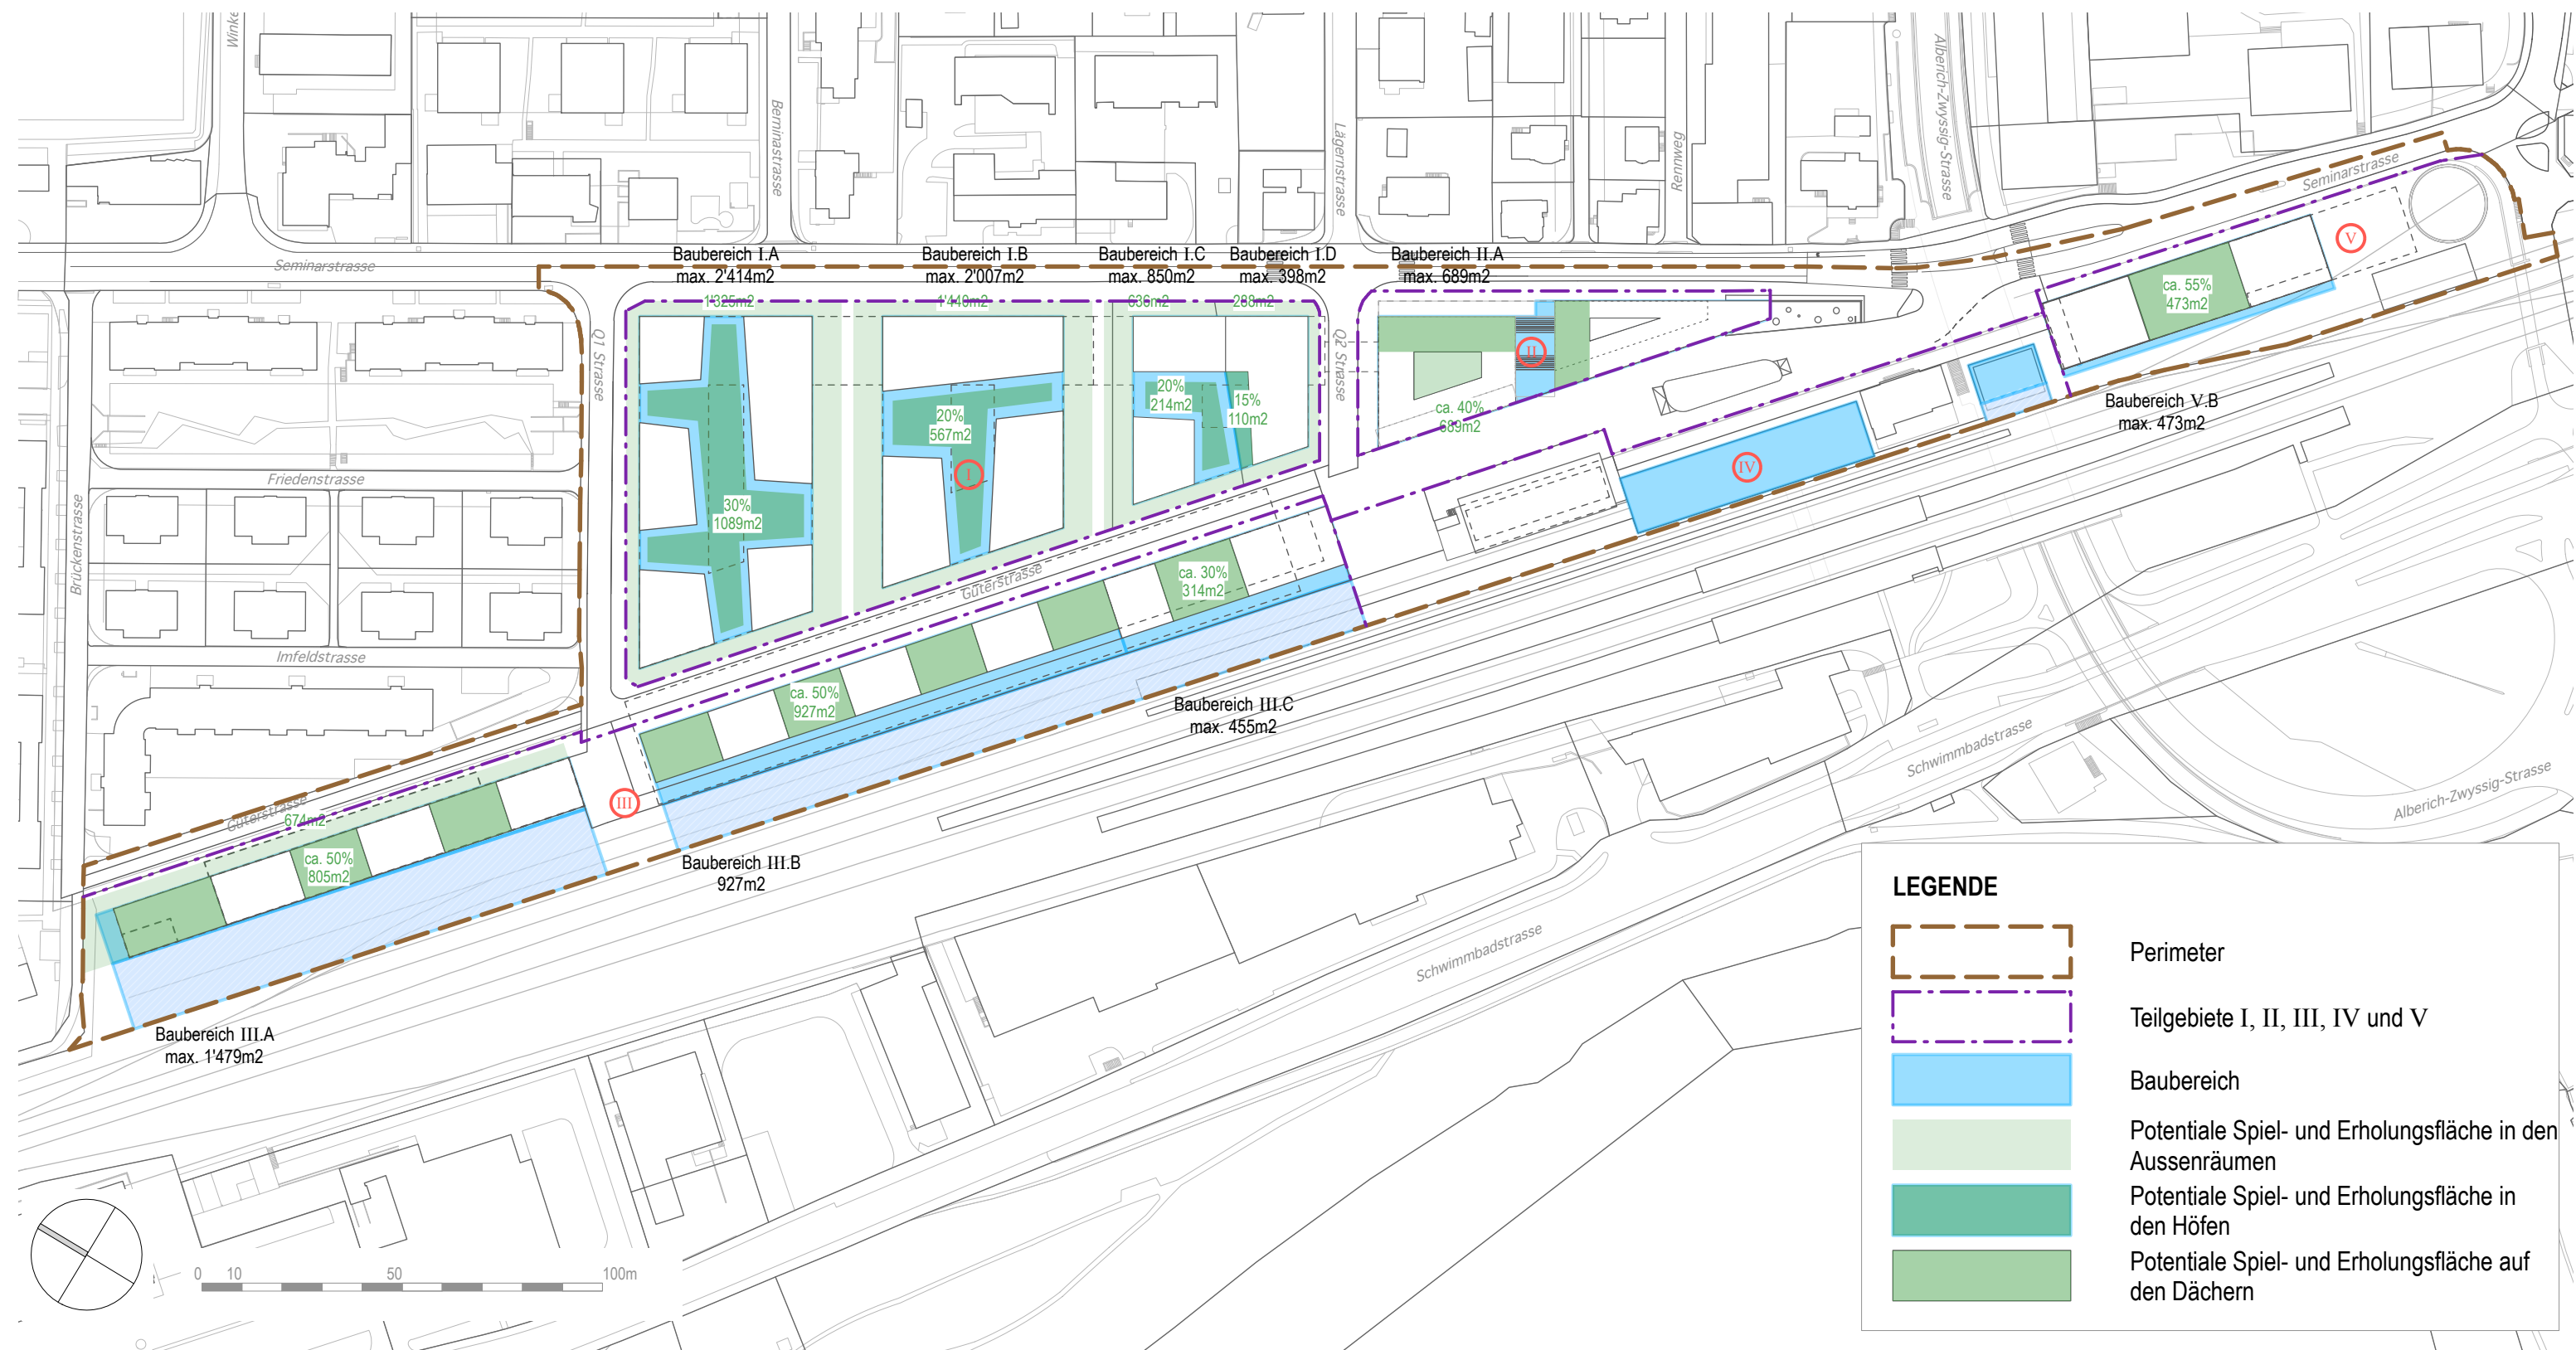 Winke
Berninastrasse
Lägernstrasse
Rennweg
Alberich-Zwyssig-Strasse
Seminarstrasse
Seminarstrasse
Baubereich I.A
max. 2'414m2
1'325m2
Baubereich I.B
max. 2'007m2
1'440m2
Baubereich I.C
max. 850m2
636m2
Baubereich I.D
max. 398m2
288m2
Baubereich II.A
max. 689m2
V
ca. 55%
473m2
Q1 Strasse
Q2 Strasse
II
20%
214m2
15%
110m2
20%
567m2
I
ca. 40%
689m2
Baubereich V.B
max. 473m2
IV
Friedenstrasse
Brückenstrasse
30%
1089m2
Güterstrasse
ca. 30%
314m2
Imfeldstrasse
ca. 50%
927m2
Baubereich III.C
max. 455m2
III
Güterstrasse
674m2
ca. 50%
805m2
Baubereich III.B
927m2
Schwimmbadstrasse
Alberich-Zwyssig-Strasse
Schwimmbadstrasse
Baubereich III.A
max. 1'479m2
LEGENDE
Perimeter
Teilgebiete I, II, III, IV und V
Baubereich
Potentiale Spiel- und Erholungsfläche in den
Aussenräumen
Potentiale Spiel- und Erholungsfläche in
den Höfen
Potentiale Spiel- und Erholungsfläche auf
den Dächern
0 10 50 100m